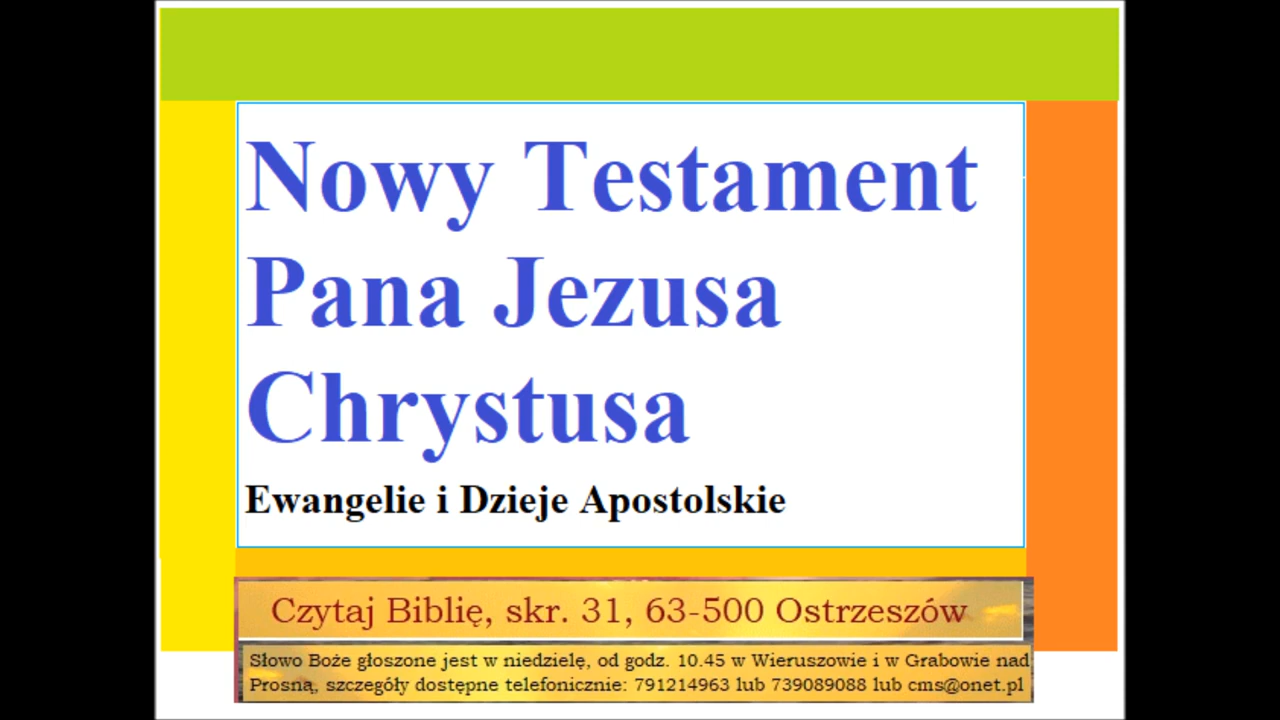 Nowy Testament
Pana Jezusa
Chrystusa
Ewangelie i Dzieje Apostolskie
Czytaj Biblię, skr. 31, 63-500 Ostrzeszów
Słowo Boże głoszone jest w niedzielę, od godz. 10.45 w Wieruszowie i w Grabowie nad
Prosną, szczegóły dostępne telefonicznie: 791214963 lub 739089088 lub cms@onet.pl